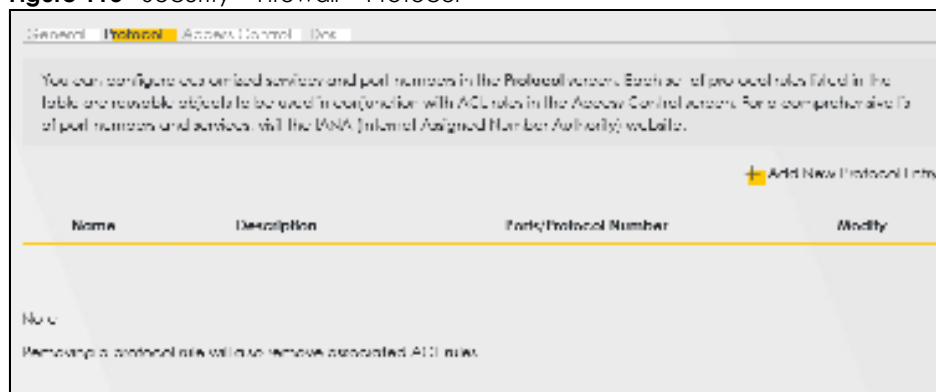 General Protocol Access Control Dos
You can configure customized services and port numbers in the Protocol screen. Each set of protocol rules listed in the
table are reusable objects to be used in conjunction with ACL rules in the Access Control screen. For a comprehensive lis
of port numbers and services, visit the IANA (Internet Assigned Number Authority) website.
+ Add New Protocol Entry
Name Description Ports/Protocol Number Modify
Note
Removing a protocol rule will also remove associated ACL rules